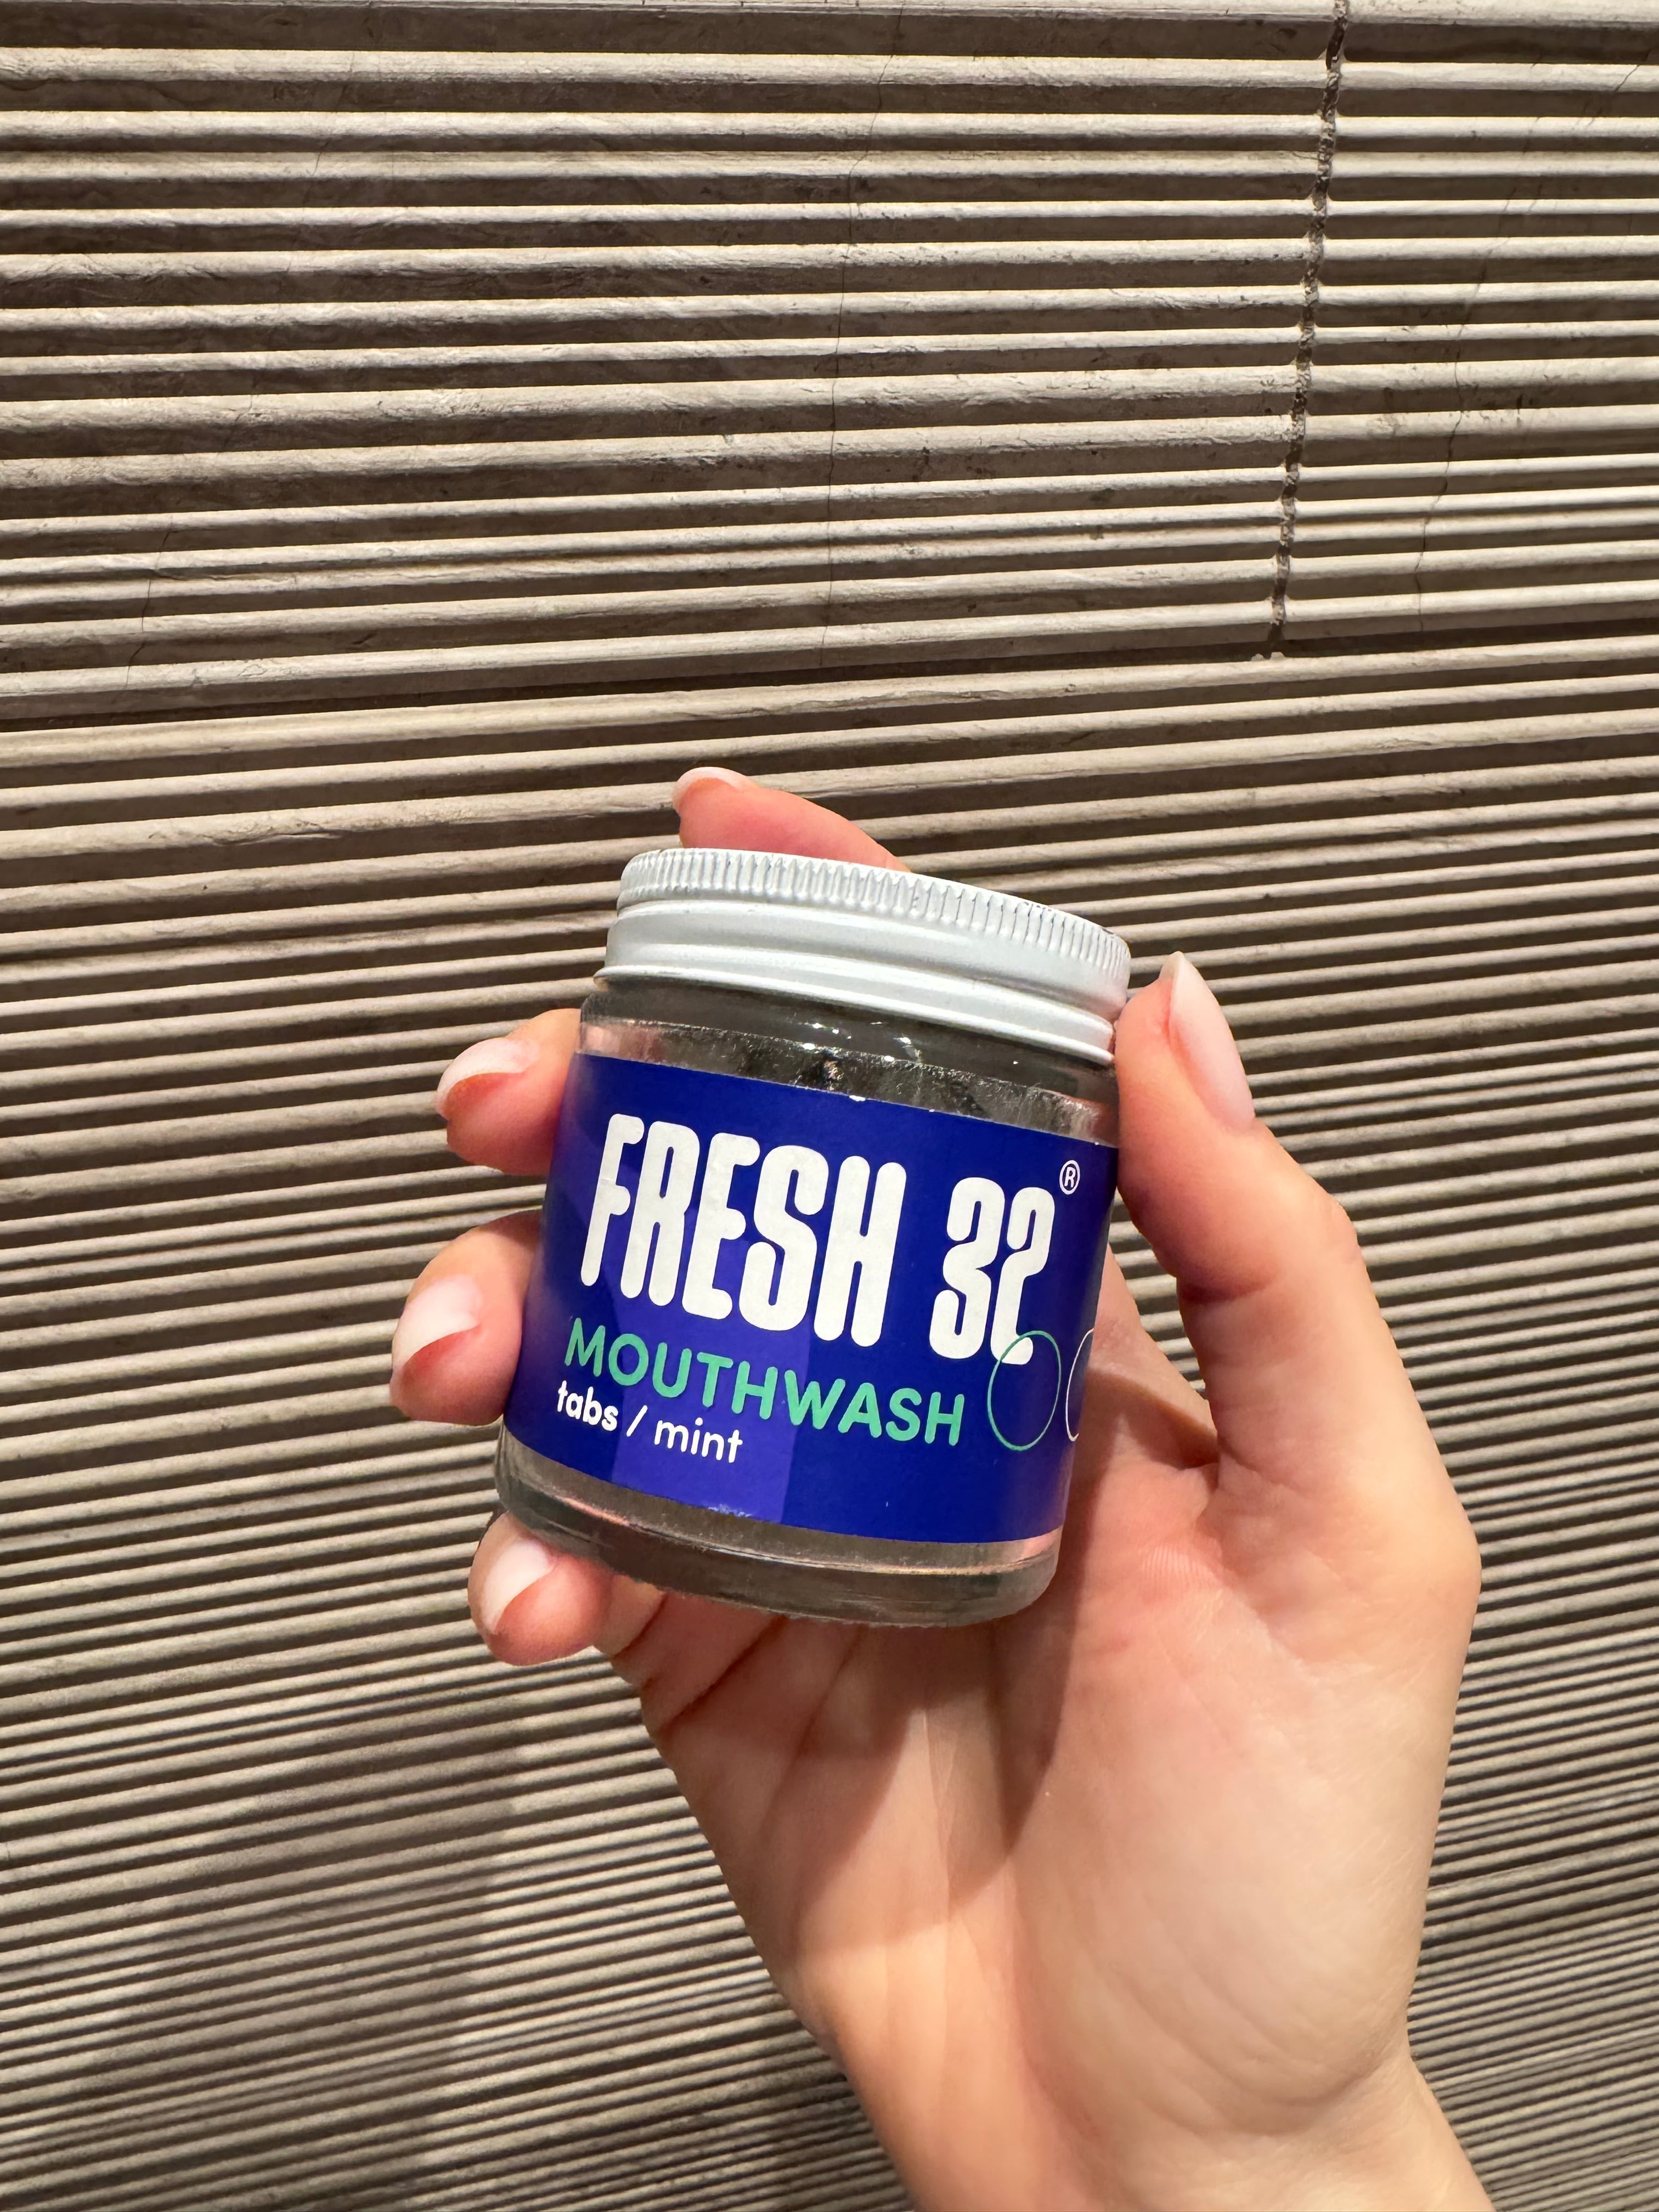 FRESH 32®
MOUTHWASH
tabs / mint